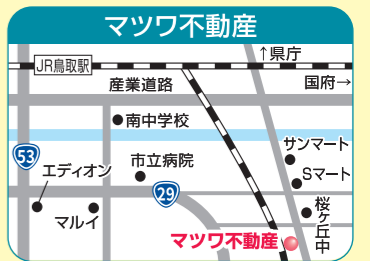 マツワ不動産
↑県庁
JR鳥取駅
国府→
産業道路
南中学校
サンマート
53
エディオン
市立病院
Sマート
29
桜ヶ丘中
マルイ
マツワ不動産